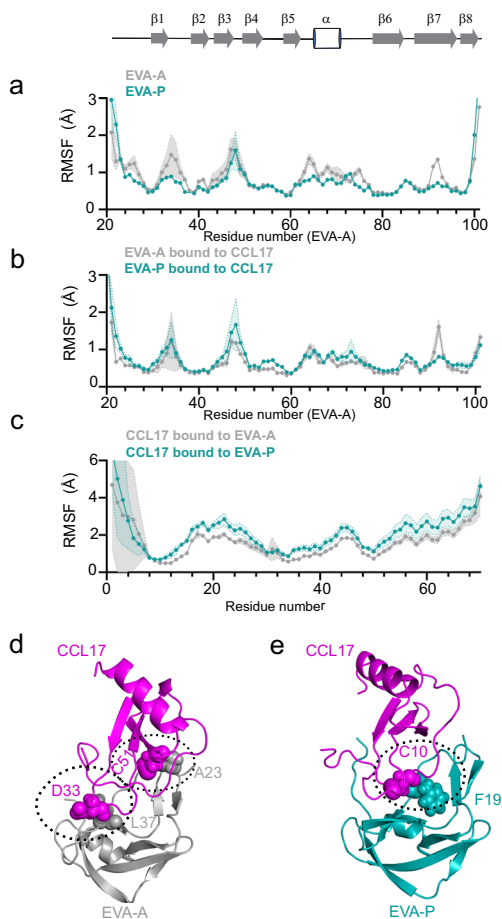 β1 β2 β3 β4 β5 α β6 β7 β8
a
EVA-A
EVA-P
RMSF (Å)
3
2
1
0
20 40 60 80 100
Residue number (EVA-A)
b
EVA-A bound to CCL17
EVA-P bound to CCL17
RMSF (Å)
3
2
1
0
20 40 60 80 100
Residue number (EVA-A)
c
CCL17 bound to EVA-A
CCL17 bound to EVA-P
RMSF (Å)
6
4
2
0
0 20 40 60
Residue number
d
CCL17
A23
D33
L37
EVA-A
e
CCL17
C10
F19
EVA-P